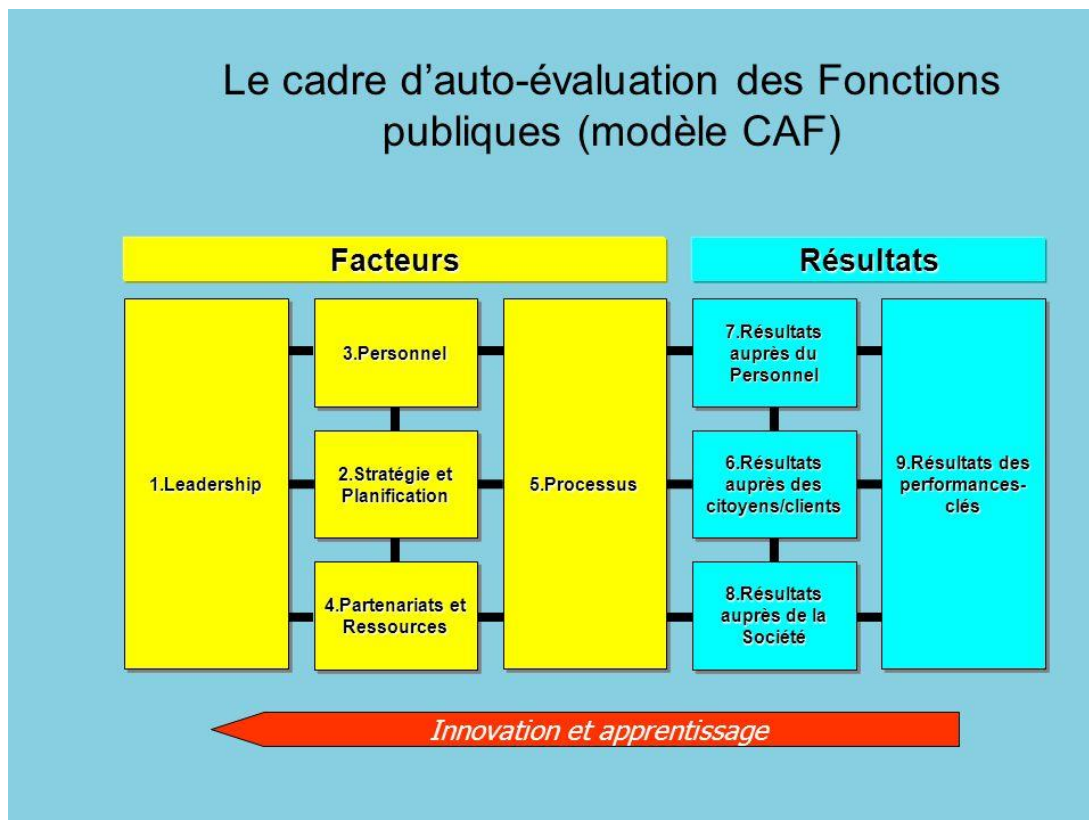 Le cadre d’auto-évaluation des Fonctions
publiques (modèle CAF)
Facteurs
Résultats
1.Leadership
3.Personnel
2.Stratégie et
Planification
4.Partenariats et
Ressources
5.Processus
7.Résultats
auprès du
Personnel
6.Résultats
auprès des
citoyens/clients
8.Résultats
auprès de la
Société
9.Résultats des
performances-
clés
Innovation et apprentissage